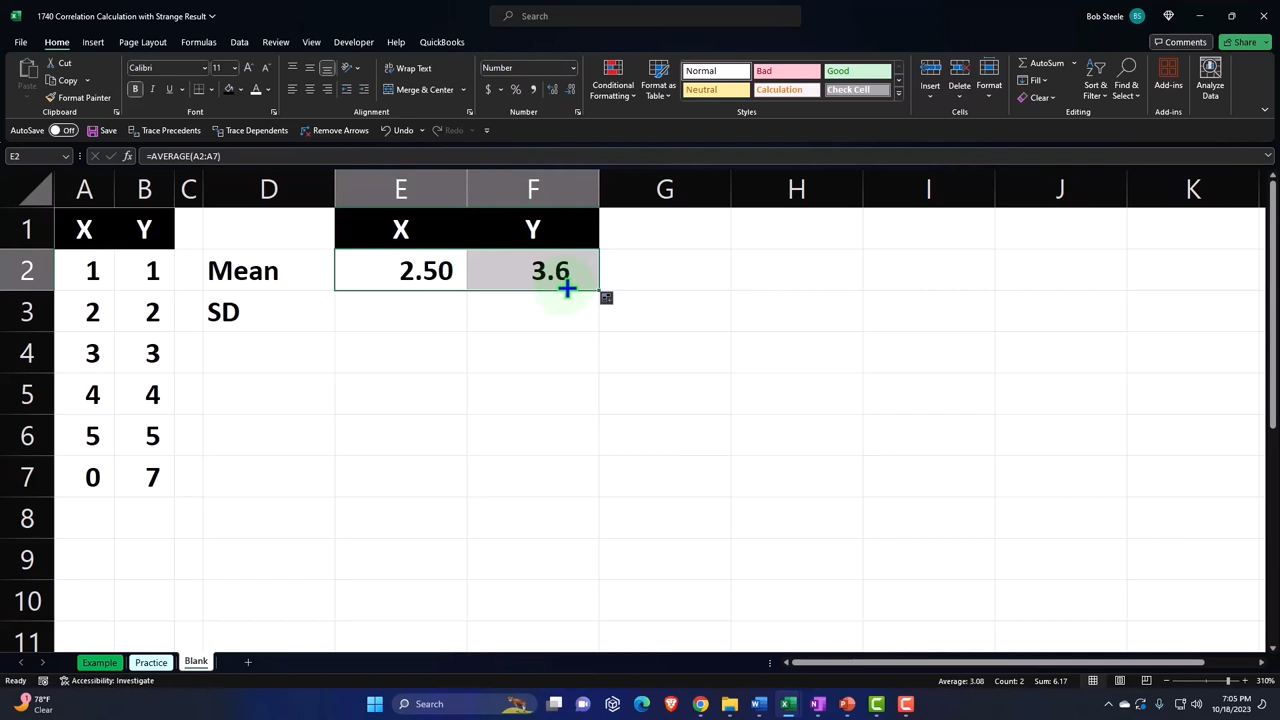 1740 Correlation Calculation with Strange Result
Search
Bob Steele BS
File Home Insert Page Layout Formulas Data Review View Developer Help QuickBooks
Comments Share
Cut
Copy
Format Painter
Clipboard
Calibri 11
B I U
Font
Wrap Text
Merge & Center
Alignment
Number
$ % ,
Number
Conditional Formatting
Format as Table
Normal Bad Good
Neutral Calculation Check Cell
Styles
Insert Delete Format
Cells
AutoSum
Fill
Clear
Sort & Filter
Find & Select
Editing
Add-ins
Add-ins
Analyze Data
AutoSave Off Save Trace Precedents Trace Dependents Remove Arrows Undo Redo
E2 fx =AVERAGE(A2:A7)
A B C D E F G H I J K
1 X Y X Y
2 1 1 Mean 2.50 3.6
3 2 2 SD
4 3 3
5 4 4
6 5 5
7 0 7
8
9
10
11
Example Practice Blank
Ready Accessibility: Investigate Average: 3.08 Count: 2 Sum: 6.17 310%
78°F
Clear
Search
7:05 PM
10/18/2023